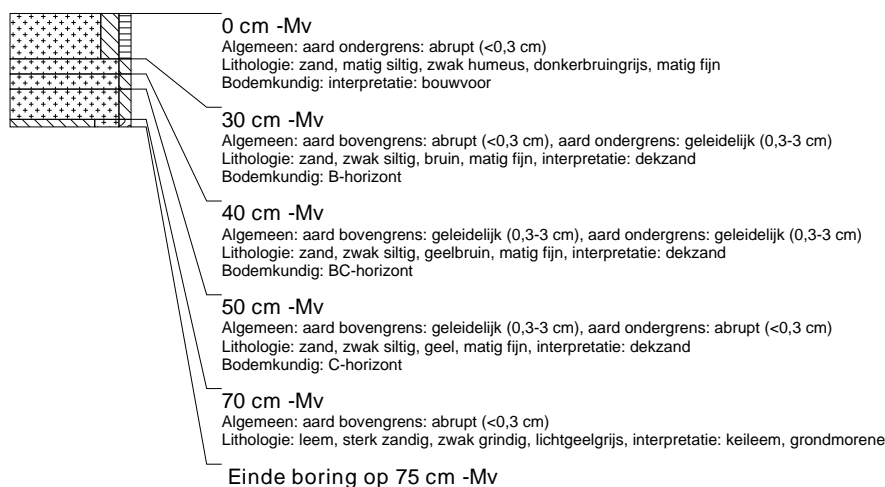 0 cm -Mv
Algemeen: aard ondergrens: abrupt (<0,3 cm)
Lithologie: zand, matig siltig, zwak humeus, donkerbruingrijs, matig fijn
Bodemkundig: interpretatie: bouwvoor
30 cm -Mv
Algemeen: aard bovengrens: abrupt (<0,3 cm), aard ondergrens: geleidelijk (0,3-3 cm)
Lithologie: zand, zwak siltig, bruin, matig fijn, interpretatie: dekzand
Bodemkundig: B-horizont
40 cm -Mv
Algemeen: aard bovengrens: geleidelijk (0,3-3 cm), aard ondergrens: geleidelijk (0,3-3 cm)
Lithologie: zand, zwak siltig, geelbruin, matig fijn, interpretatie: dekzand
Bodemkundig: BC-horizont
50 cm -Mv
Algemeen: aard bovengrens: geleidelijk (0,3-3 cm), aard ondergrens: abrupt (<0,3 cm)
Lithologie: zand, zwak siltig, geel, matig fijn, interpretatie: dekzand
Bodemkundig: C-horizont
70 cm -Mv
Algemeen: aard bovengrens: abrupt (<0,3 cm)
Lithologie: leem, sterk zandig, zwak grindig, lichtgeelgrijs, interpretatie: keileem, grondmorene
Einde boring op 75 cm -Mv